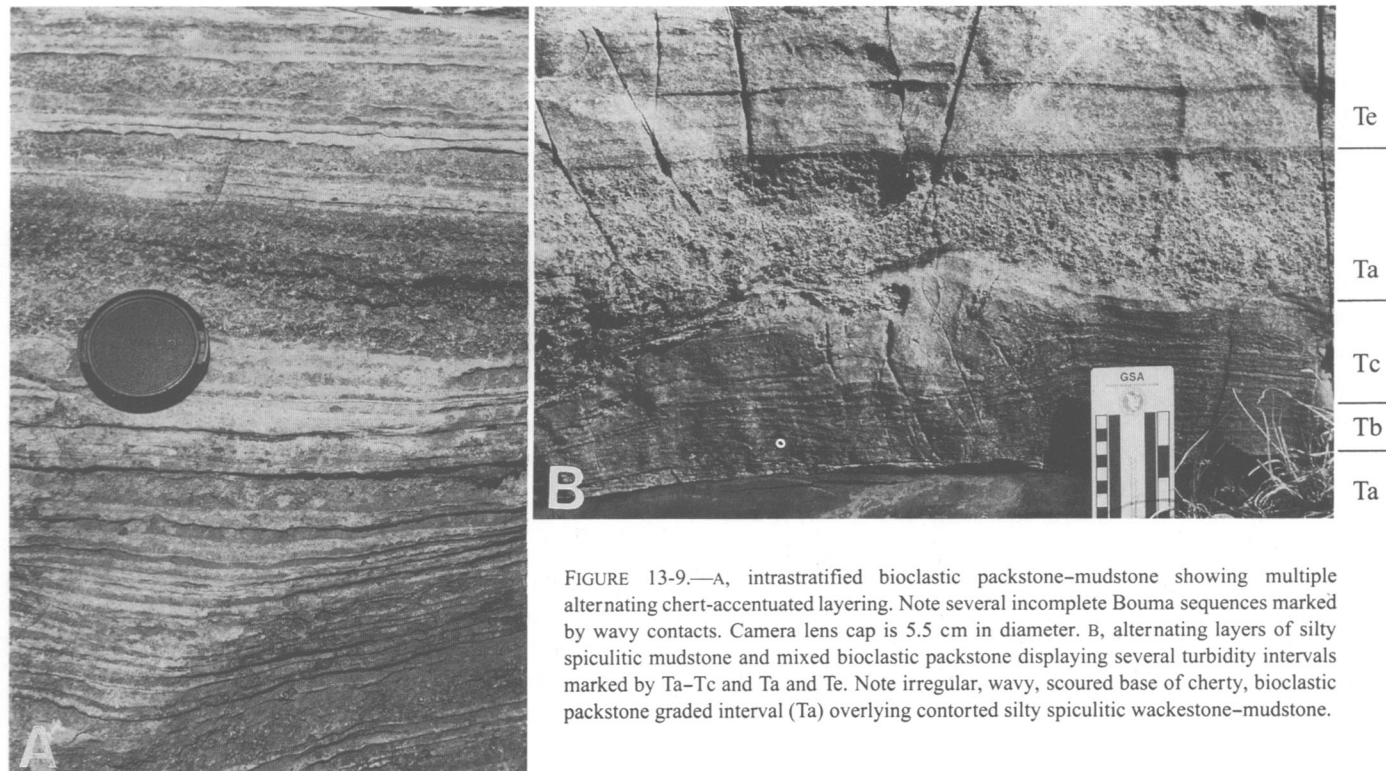 A
B
GSA
Te
Ta
Tc
Tb
Ta
FIGURE 13-9.—A, intrastratified bioclastic packstone–mudstone showing multiple
alternating chert-accentuated layering. Note several incomplete Bouma sequences marked
by wavy contacts. Camera lens cap is 5.5 cm in diameter. B, alternating layers of silty
spiculitic mudstone and mixed bioclastic packstone displaying several turbidity intervals
marked by Ta–Tc and Ta and Te. Note irregular, wavy, scoured base of cherty, bioclastic
packstone graded interval (Ta) overlying contorted silty spiculitic wackestone–mudstone.